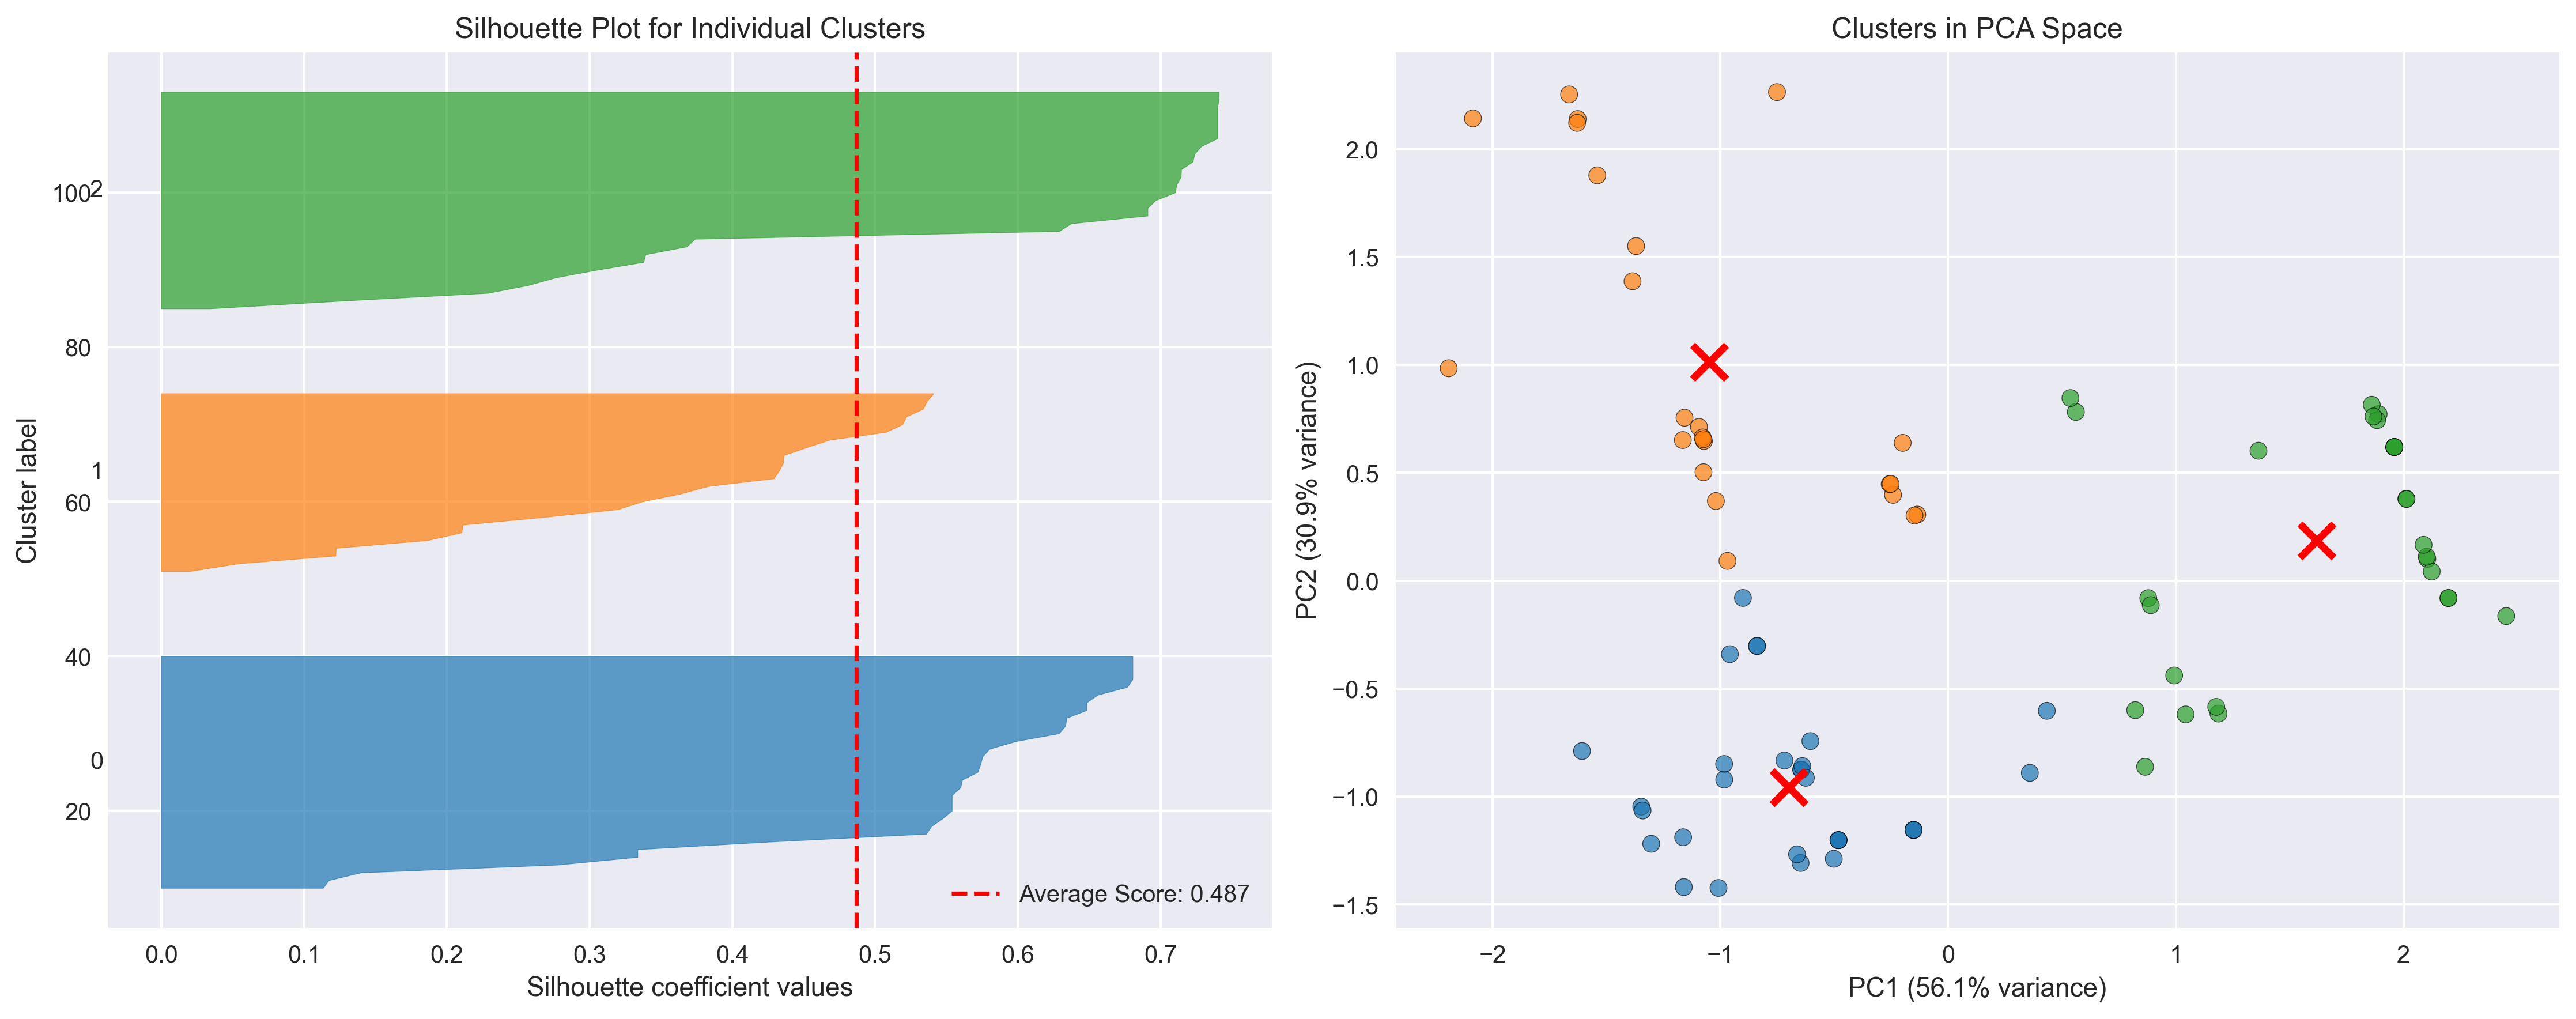 Silhouette Plot for Individual Clusters
Cluster label
100
2
80
1
60
40
0
20
Average Score: 0.487
0.0 0.1 0.2 0.3 0.4 0.5 0.6 0.7
Silhouette coefficient values
Clusters in PCA Space
PC2 (30.9% variance)
2.0
1.5
1.0
0.5
0.0
−0.5
−1.0
−1.5
−2 −1 0 1 2
PC1 (56.1% variance)